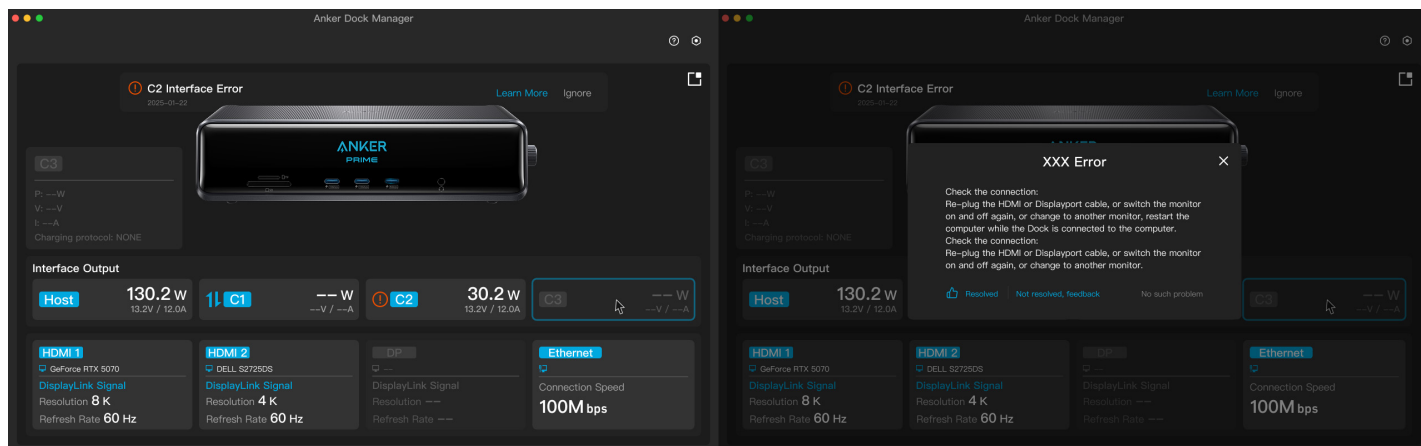 Anker Dock Manager
C2 Interface Error
2025-01-22
Learn More Ignore
ANKER
PRIME
C3
P: --W
V: --V
I: --A
Charging protocol: NONE
Interface Output
Host 130.2 W
13.2V / 12.0A
C1 -- W
--V / --A
C2 30.2 W
13.2V / 12.0A
C3 -- W
--V / --A
HDMI 1
GeForce RTX 5070
DisplayLink Signal
Resolution 8 K
Refresh Rate 60 Hz
HDMI 2
DELL S2725DS
DisplayLink Signal
Resolution 4 K
Refresh Rate 60 Hz
DP
--
DisplayLink Signal
Resolution --
Refresh Rate --
Ethernet
Connection Speed
100M bps
Anker Dock Manager
C2 Interface Error
2025-01-22
Learn More Ignore
ANKER
XXX Error
Check the connection:
Re-plug the HDMI or Displayport cable, or switch the monitor
on and off again, or change to another monitor, restart the
computer while the Dock is connected to the computer.
Check the connection:
Re-plug the HDMI or Displayport cable, or switch the monitor
on and off again, or change to another monitor.
Resolved Not resolved, feedback No such problem
C3
P: --W
V: --V
I: --A
Charging protocol: NONE
Interface Output
Host 130.2 W
13.2V / 12.0A
C3 -- W
--V / --A
HDMI 1
GeForce RTX 5070
DisplayLink Signal
Resolution 8 K
Refresh Rate 60 Hz
HDMI 2
DELL S2725DS
DisplayLink Signal
Resolution 4 K
Refresh Rate 60 Hz
DP
--
DisplayLink Signal
Resolution --
Refresh Rate --
Ethernet
Connection Speed
100M bps